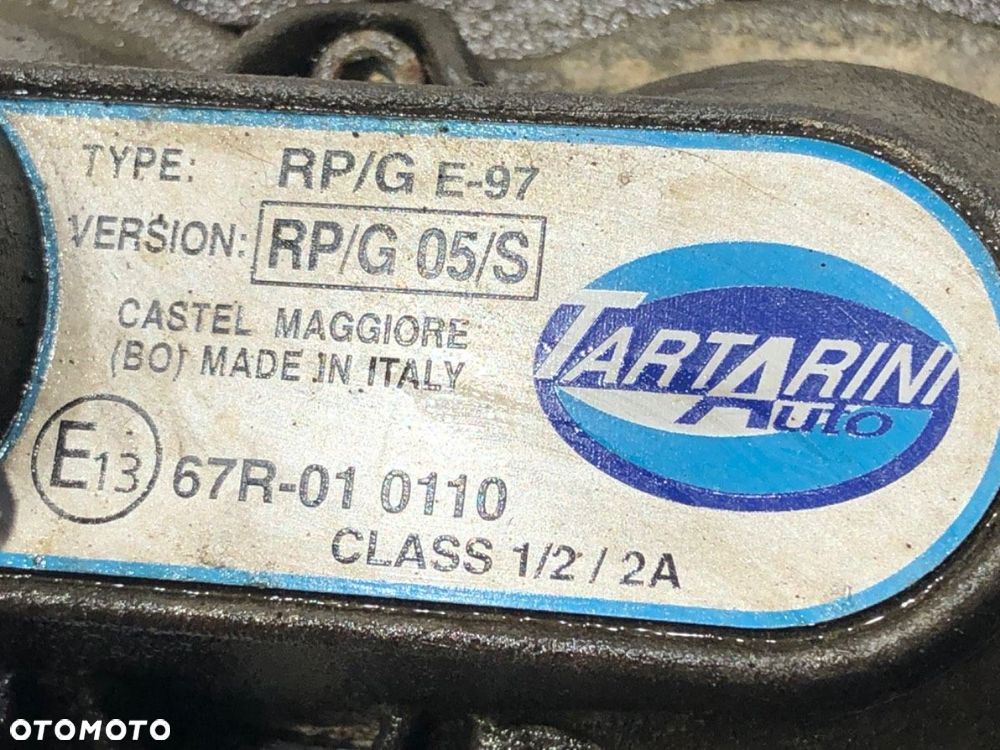 TYPE: RP/G E-97
VERSION: RP/G 05/S
CASTEL MAGGIORE
(BO) MADE IN ITALY
TARTARINI
AUTO
E13 67R-01 0110
CLASS 1/2 / 2A
OTOMOTO